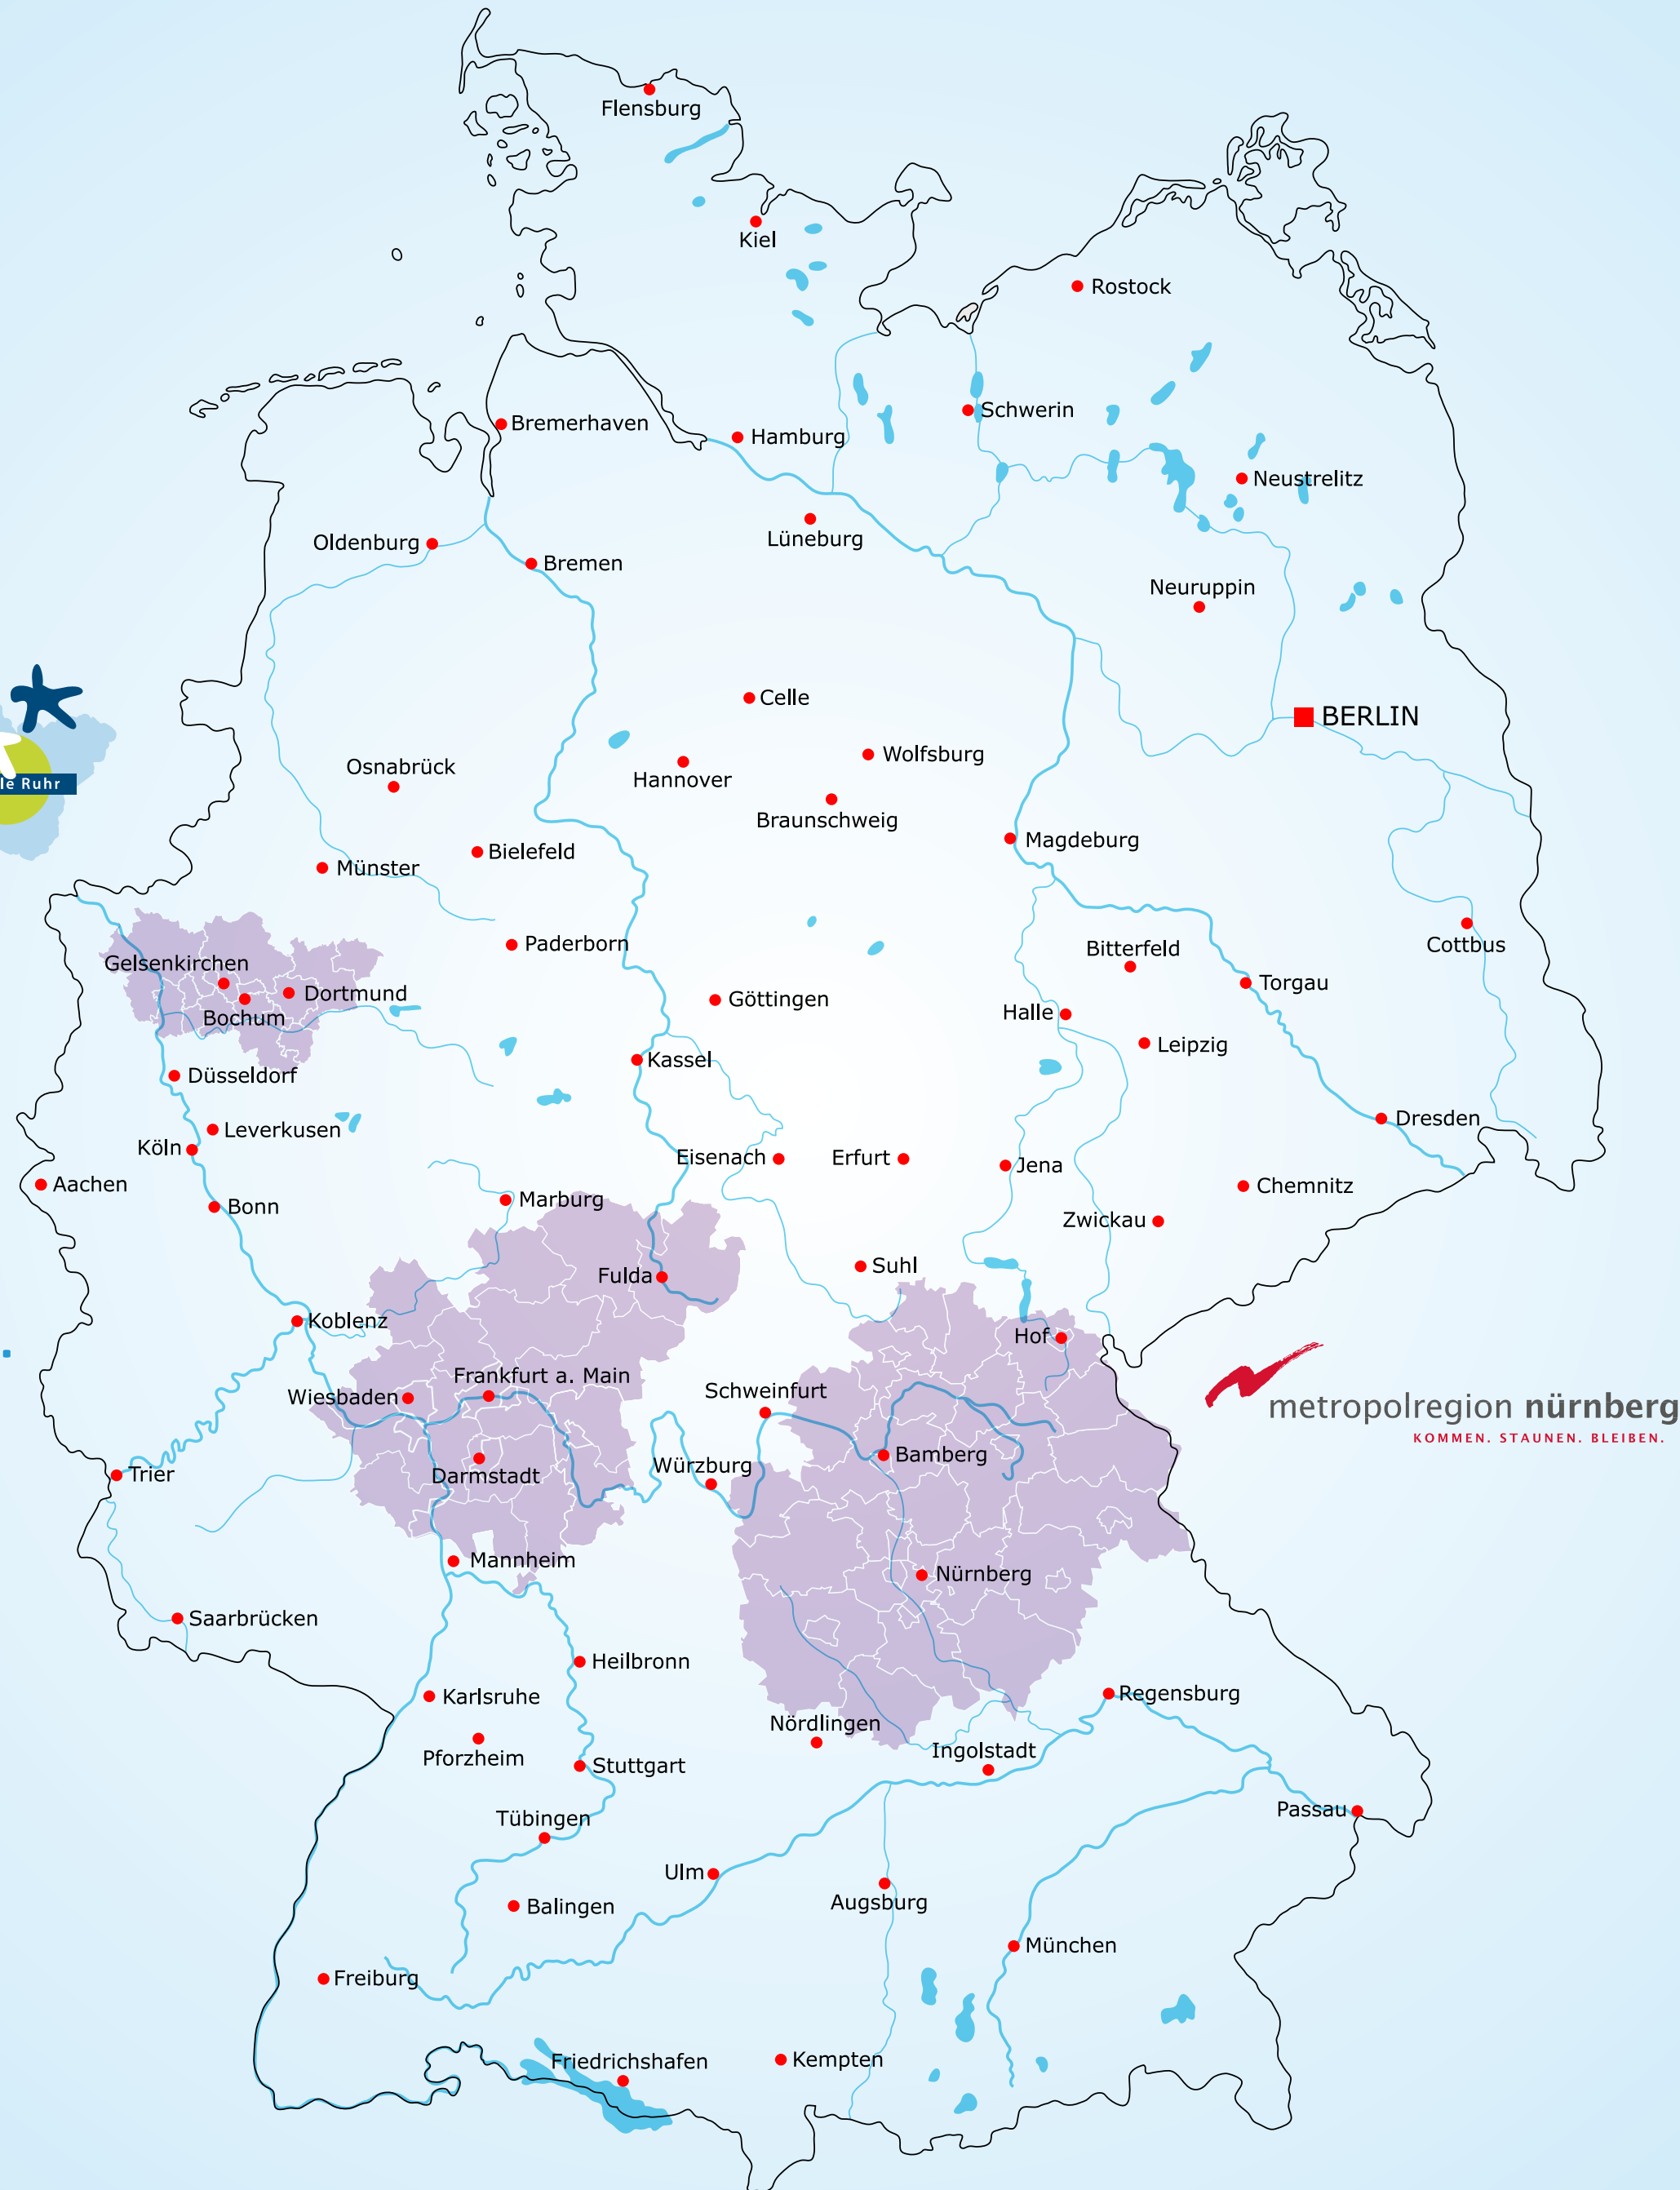 Flensburg
Kiel
Rostock
Schwerin
Bremerhaven
Hamburg
Neustrelitz
Lüneburg
Oldenburg
Bremen
Neuruppin
Celle
BERLIN
Wolfsburg
Osnabrück
Hannover
le Ruhr
Braunschweig
Magdeburg
Bielefeld
Münster
Paderborn
Bitterfeld
Cottbus
Gelsenkirchen
Dortmund
Torgau
Göttingen
Halle
Bochum
Leipzig
Kassel
Düsseldorf
Dresden
Leverkusen
Köln
Eisenach
Erfurt
Jena
Aachen
Chemnitz
Marburg
Bonn
Zwickau
Suhl
Fulda
Koblenz
Hof
Frankfurt a. Main
Schweinfurt
Wiesbaden
metropolregion nürnberg
KOMMEN. STAUNEN. BLEIBEN.
Bamberg
Würzburg
Trier
Darmstadt
Mannheim
Nürnberg
Saarbrücken
Heilbronn
Regensburg
Karlsruhe
Nördlingen
Ingolstadt
Pforzheim
Stuttgart
Passau
Tübingen
Ulm
Augsburg
Balingen
München
Freiburg
Friedrichshafen
Kempten